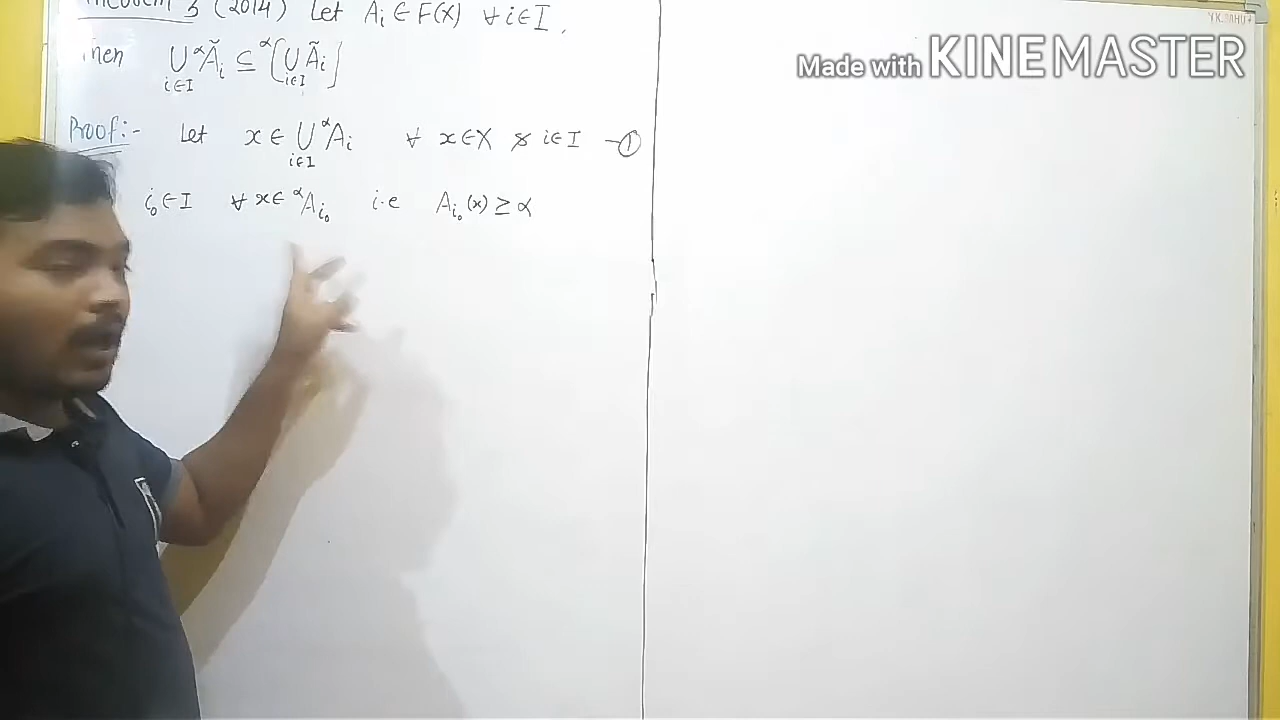 Theorem 3 (2014) Let Aᵢ ∈ F(X) ∀ i∈I.
Then ⋃_{i∈I} ^αÃᵢ ⊆ ^α[⋃_{i∈I} Ãᵢ]
Proof:- Let x ∈ ⋃_{i∈I} ^αAᵢ ∀ x∈X & i∈I —①
i₀∈I ∀ x∈ ^αA_{i₀} i.e A_{i₀}(x) ≥ α
Made with KINEMASTER